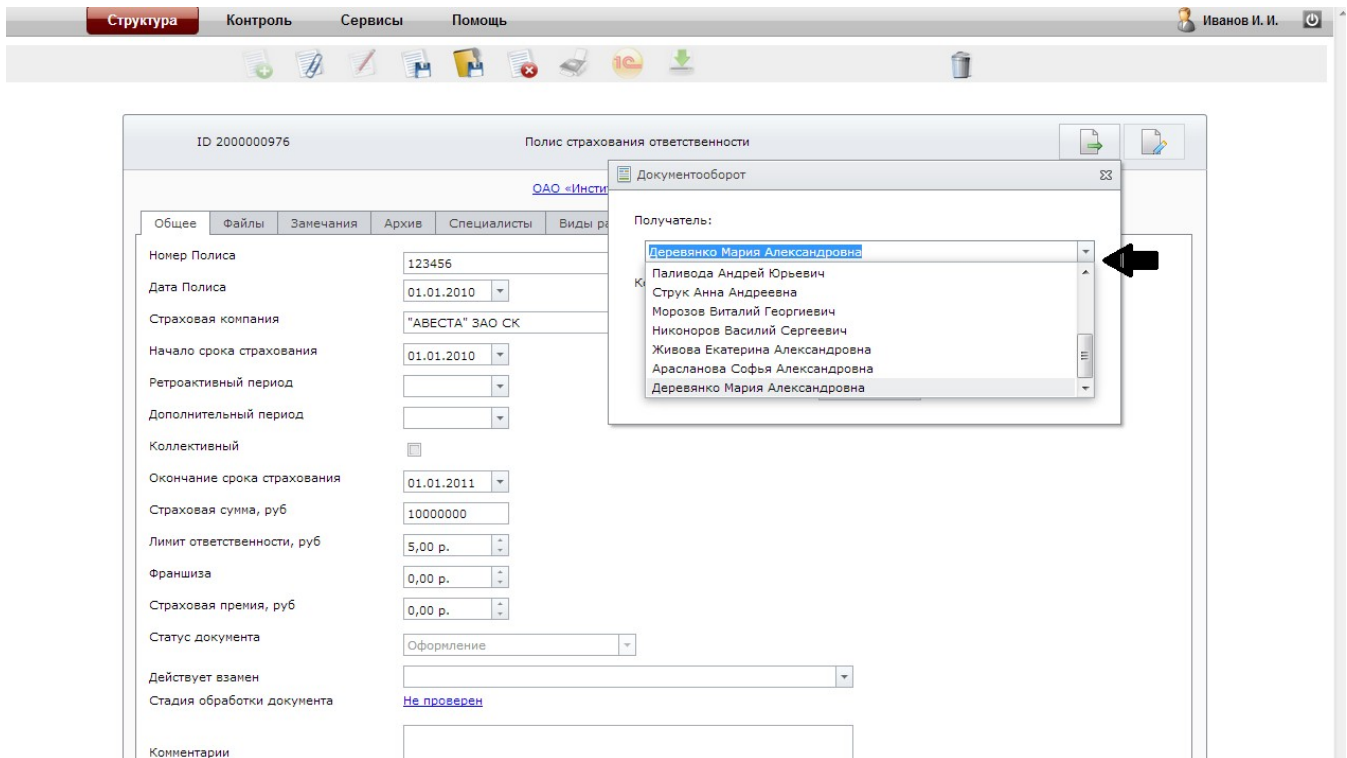 Структура Контроль Сервисы Помощь Иванов И. И.
1С
ID 2000000976 Полис страхования ответственности
Документооборот
ОАО «Инсти
Получатель:
Общее Файлы Замечания Архив Специалисты Виды ра
Деревянко Мария Александровна
Паливода Андрей Юрьевич
Струк Анна Андреевна
Морозов Виталий Георгиевич
Никоноров Василий Сергеевич
Живова Екатерина Александровна
Арасланова Софья Александровна
Деревянко Мария Александровна
Номер Полиса 123456
Дата Полиса 01.01.2010
Страховая компания "АВЕСТА" ЗАО СК
Начало срока страхования 01.01.2010
Ретроактивный период
Дополнительный период
Коллективный
Окончание срока страхования 01.01.2011
Страховая сумма, руб 10000000
Лимит ответственности, руб 5,00 р.
Франшиза 0,00 р.
Страховая премия, руб 0,00 р.
Статус документа Оформление
Действует взамен
Стадия обработки документа Не проверен
Комментарии